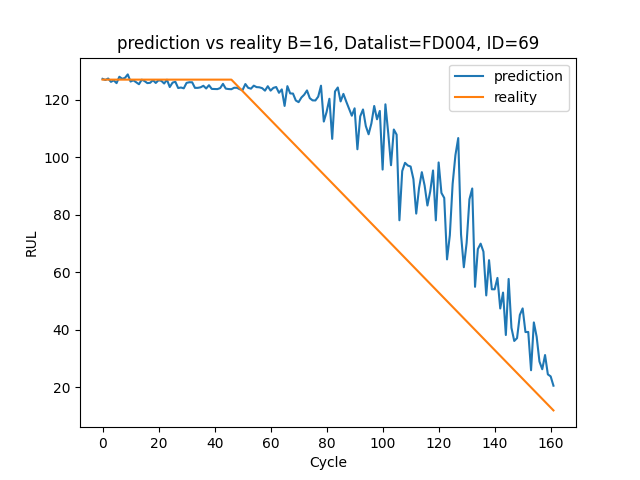 prediction vs reality B=16, Datalist=FD004, ID=69
prediction
reality
RUL
120
100
80
60
40
20
0 20 40 60 80 100 120 140 160
Cycle